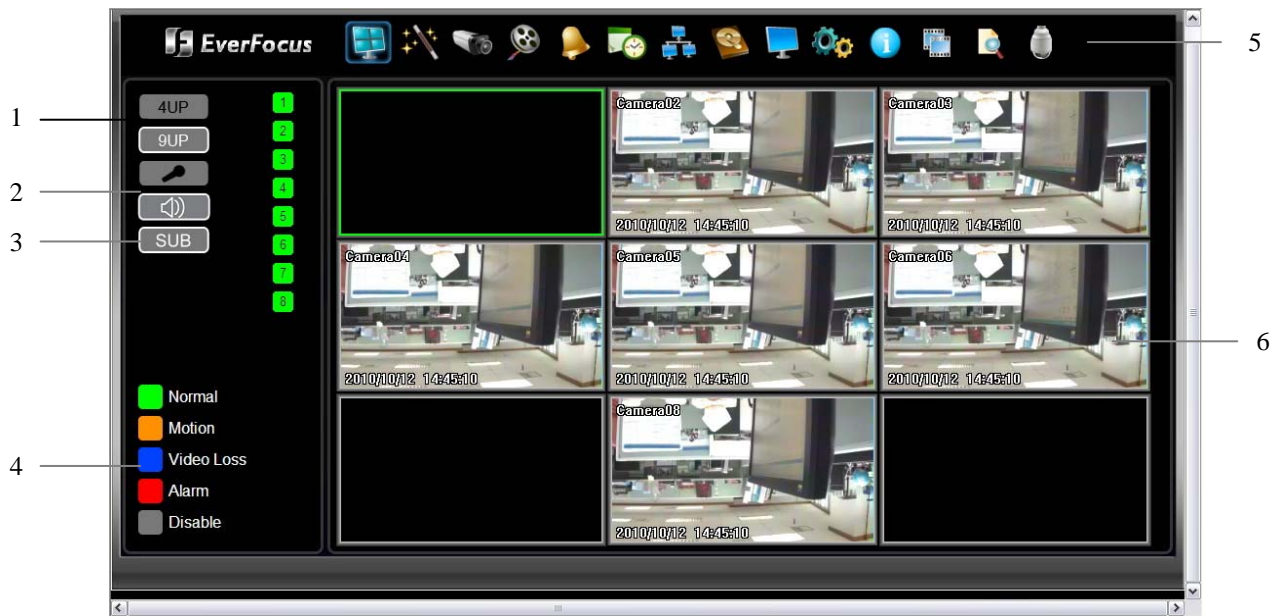 EverFocus
5
1
4UP
9UP
2
SUB
3
1
2
3
4
5
6
7
8
Normal
Motion
Video Loss
Alarm
Disable
4
Camera02
2010/10/12 14:45:10
Camera03
2010/10/12 14:45:10
Camera04
2010/10/12 14:45:10
Camera05
2010/10/12 14:45:10
Camera06
2010/10/12 14:45:10
6
Camera08
2010/10/12 14:45:10